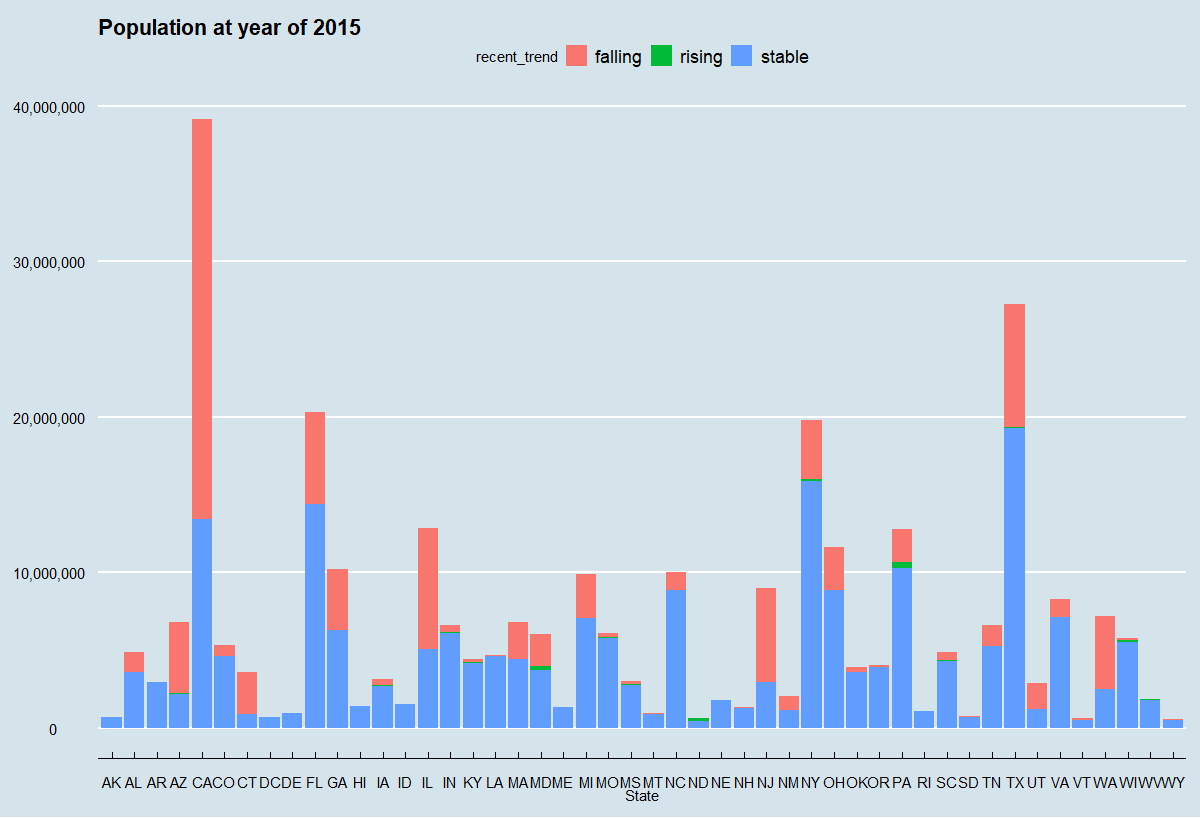 Population at year of 2015
recent_trend falling rising stable
40,000,000
30,000,000
20,000,000
10,000,000
0
AK AL AR AZ CA CO CT DC DE FL GA HI IA ID IL IN KY LA MA MD ME MI MO MS MT NC ND NE NH NJ NM NY OH OK OR PA RI SC SD TN TX UT VA VT WA WI WV WY
State